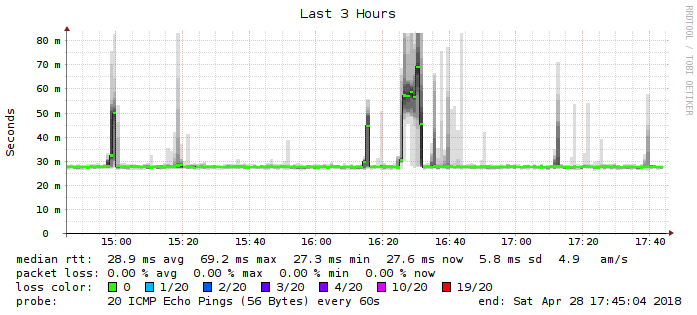 Last 3 Hours
RRDTOOL / TOBI OETIKER
Seconds
80 m
70 m
60 m
50 m
40 m
30 m
20 m
10 m
0
15:00 15:20 15:40 16:00 16:20 16:40 17:00 17:20 17:40
median rtt: 28.9 ms avg 69.2 ms max 27.3 ms min 27.6 ms now 5.8 ms sd 4.9 am/s
packet loss: 0.00 % avg 0.00 % max 0.00 % min 0.00 % now
loss color: 0 1/20 2/20 3/20 4/20 10/20 19/20
probe: 20 ICMP Echo Pings (56 Bytes) every 60s end: Sat Apr 28 17:45:04 2018